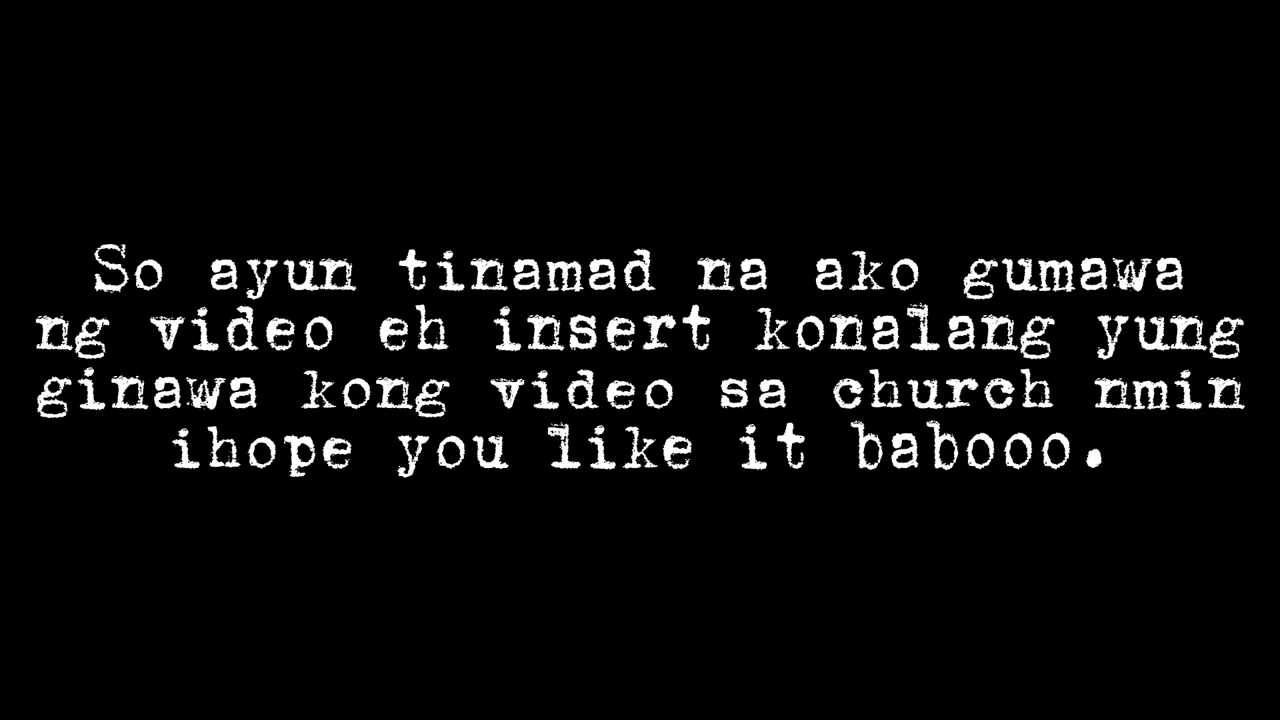 So ayun tinamad na ako gumawa
ng video eh insert konalang yung
ginawa kong video sa church nmin
ihope you like it babooo.